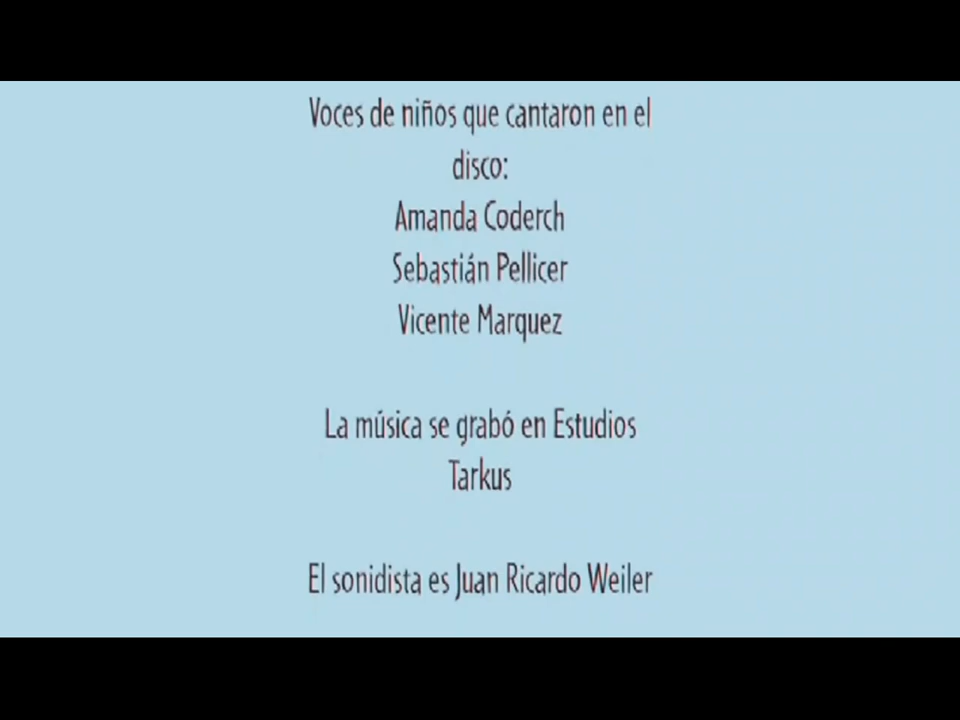 Voces de niños que cantaron en el
disco:
Amanda Coderch
Sebastián Pellicer
Vicente Marquez
La música se grabó en Estudios
Tarkus
El sonidista es Juan Ricardo Weiler